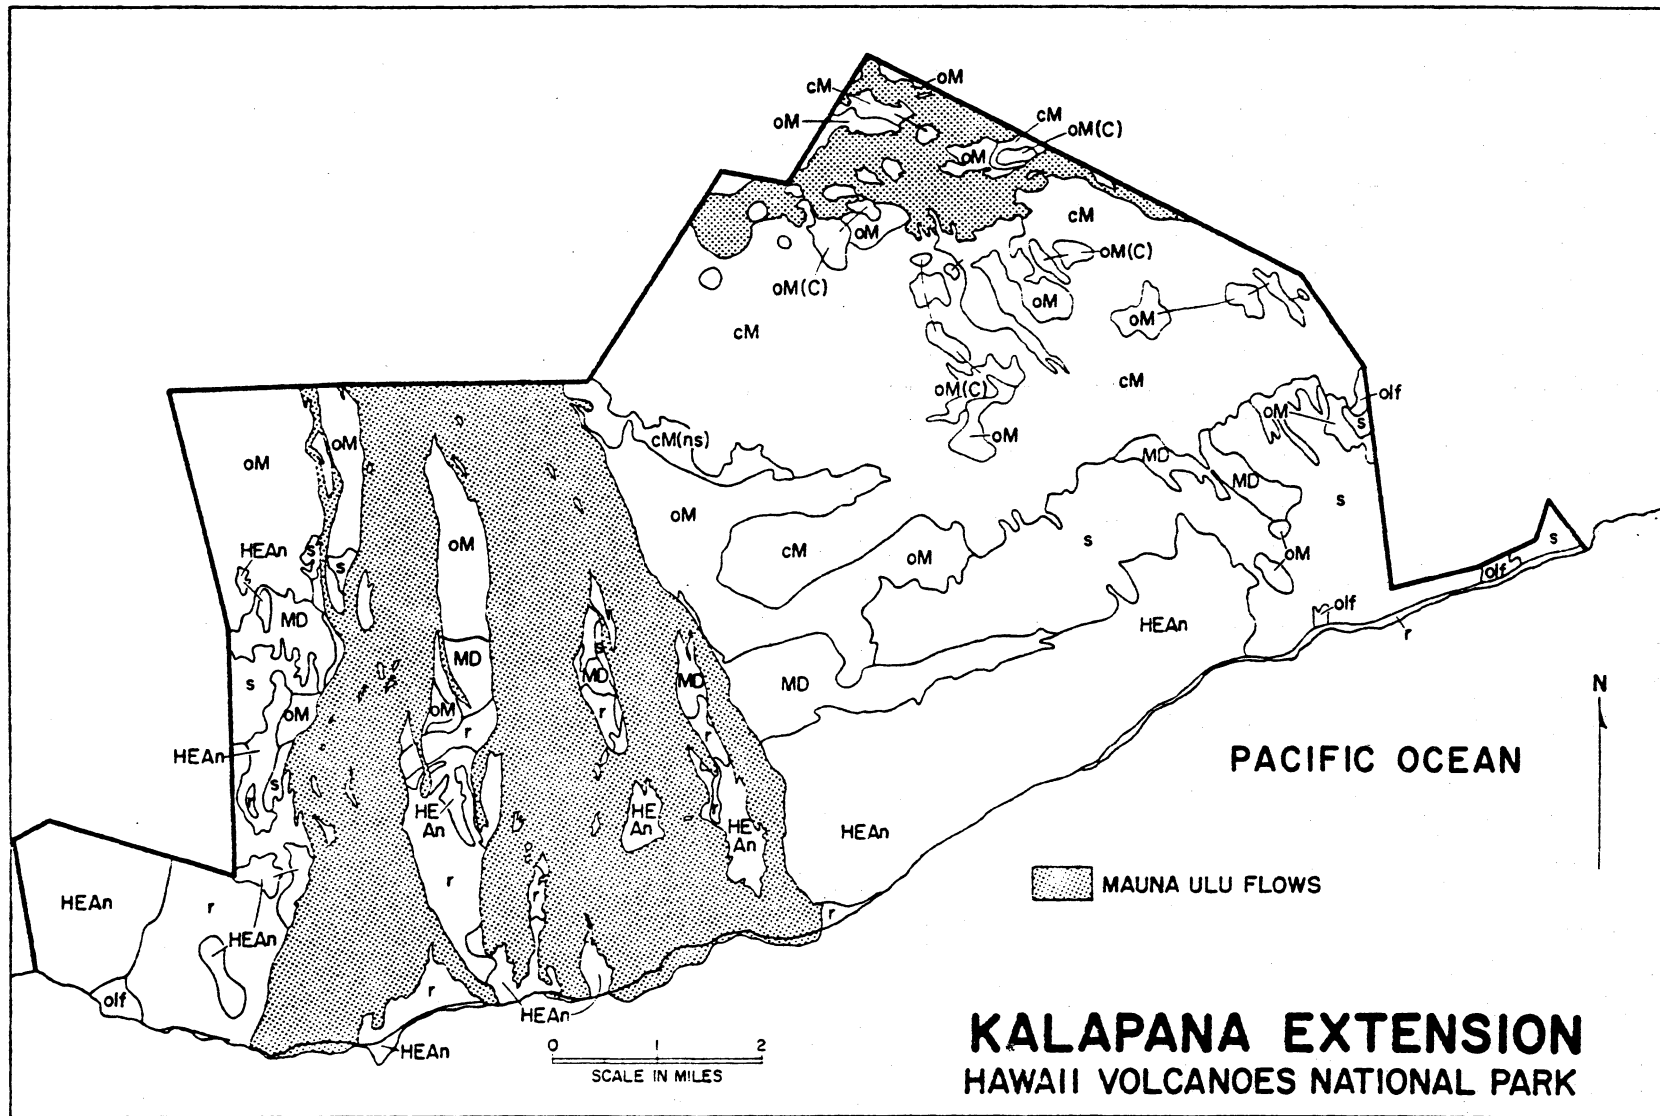 oM
cM
oM
cM
oM(C)
oM
cM
oM
oM(C)
oM(C)
oM
oM
cM
cM
olf
oM(C)
oM
s
oM
oM
oM
cM(ns)
MD
MD
oM
s
oM
cM
oM
s
s
oM
HEAn
s
s
olf
MD
olf
HEAn
r
s
MD
s
MD
MD
MD
N
oM
oM
r
r
r
HEAn
PACIFIC OCEAN
s
r
HE
An
HE
An
r
HE
An
HEAn
MAUNA ULU FLOWS
r
HEAn
r
r
r
HEAn
olf
r
HEAn
HEAn
0 1 2
SCALE IN MILES
KALAPANA EXTENSION
HAWAII VOLCANOES NATIONAL PARK